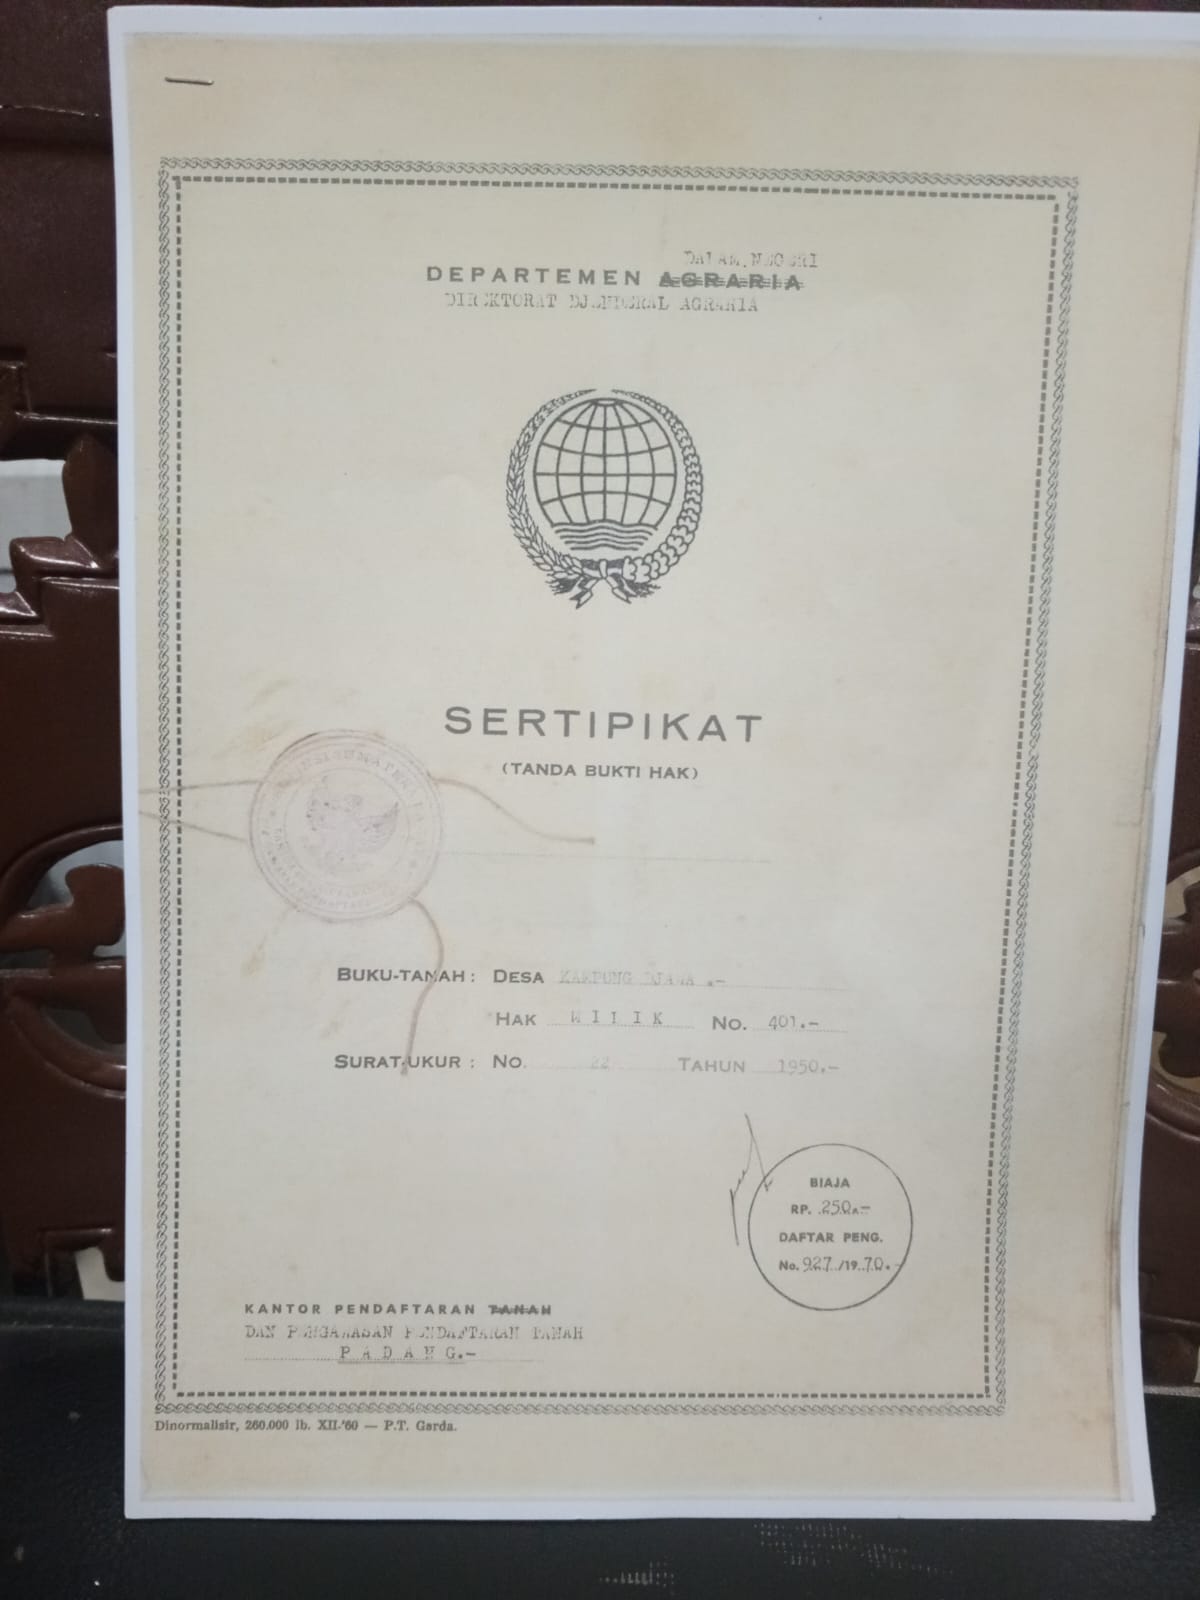 DALAM NEGERI
DEPARTEMEN AGRARIA
DIREKTORAT DJENDERAL AGRARIA
SERTIPIKAT
(TANDA BUKTI HAK)
BUKU-TANAH: DESA KAMPUNG DJAWA .-
HAK MILIK No. 401.-
SURAT-UKUR: No. 22 TAHUN 1950.-
BIAJA
RP. 250.-
DAFTAR PENG.
No. 927/1970.-
KANTOR PENDAFTARAN TANAH
DAN PENGAWASAN PENDAFTARAN TANAH
PADANG.-
Dinormalisir, 260.000 lb. XII-'60 — P.T. Garda.